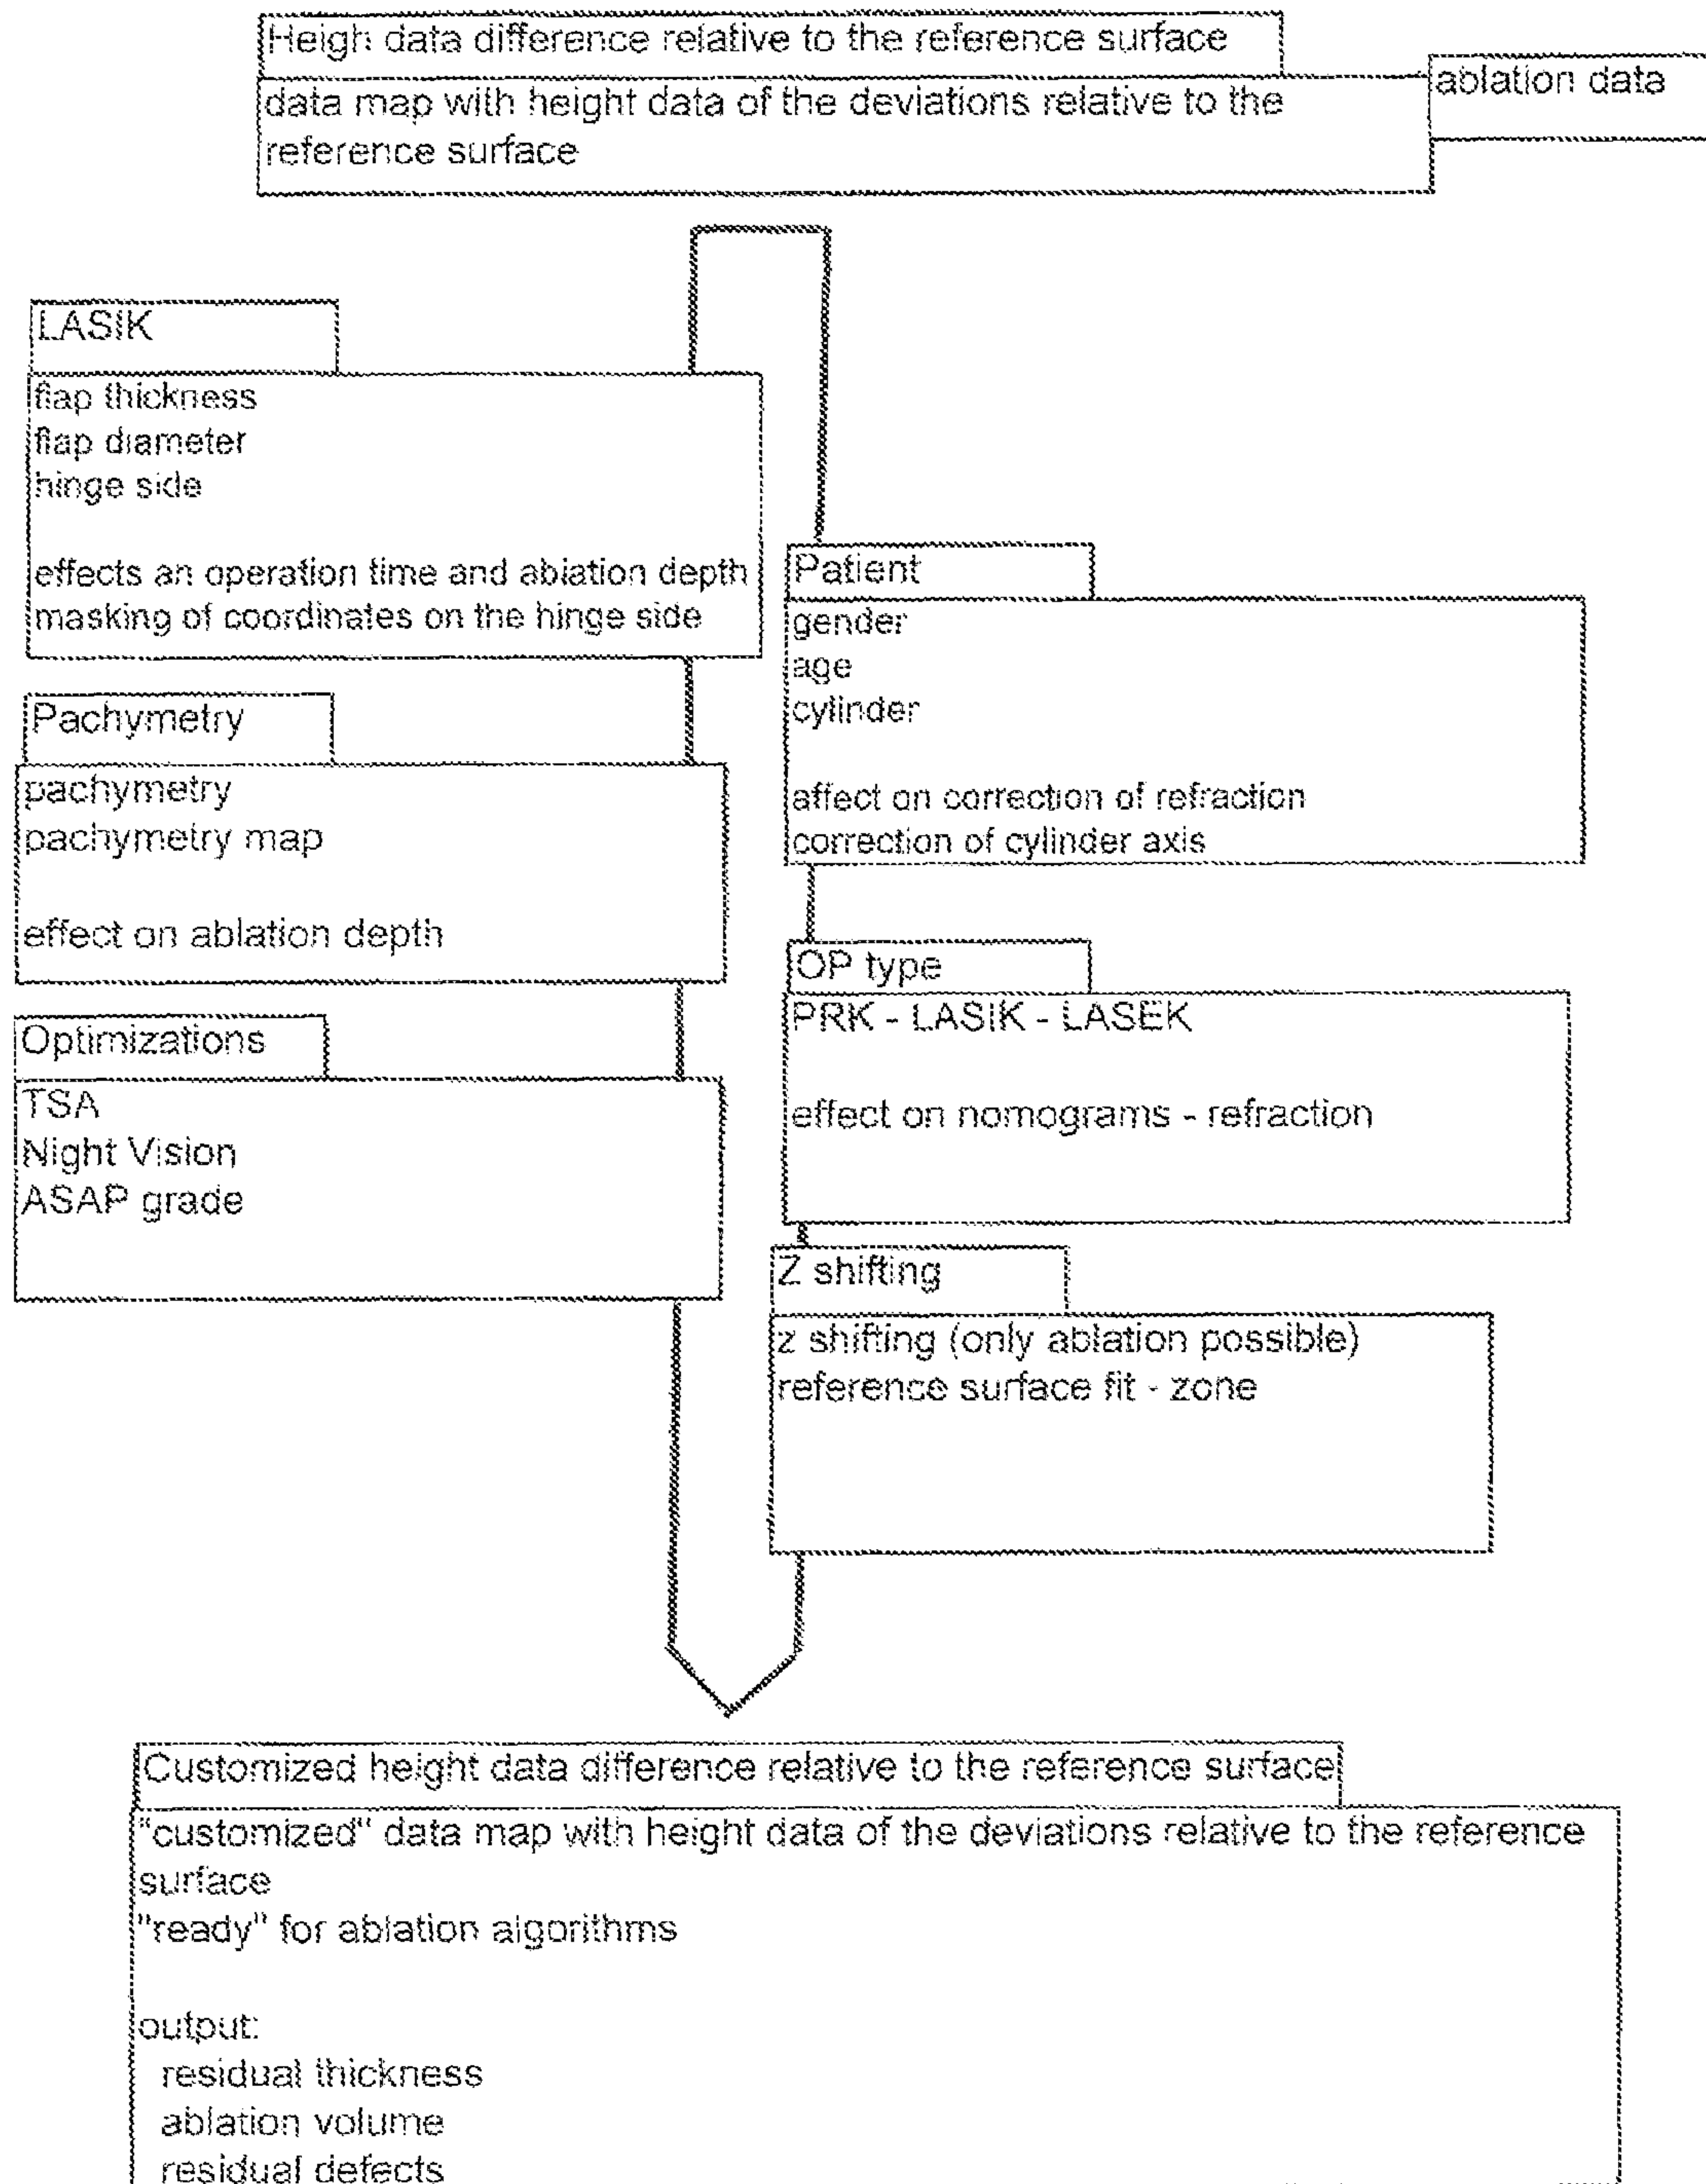 Heigh data difference relative to the reference surface
data map with height data of the deviations relative to the
reference surface
ablation data
LASIK
flap thickness
flap diameter
hinge side
effects an operation time and ablation depth
masking of coordinates on the hinge side
Patient
gender
age
cylinder
affect on correction of refraction
correction of cylinder axis
Pachymetry
pachymetry
pachymetry map
effect on ablation depth
OP type
PRK - LASIK - LASEK
effect on nomograms - refraction
Optimizations
TSA
Night Vision
ASAP grade
Z shifting
z shifting (only ablation possible)
reference surface fit - zone
Customized height data difference relative to the reference surface
"customized" data map with height data of the deviations relative to the reference
surface
"ready" for ablation algorithms
output:
residual thickness
ablation volume
residual defects